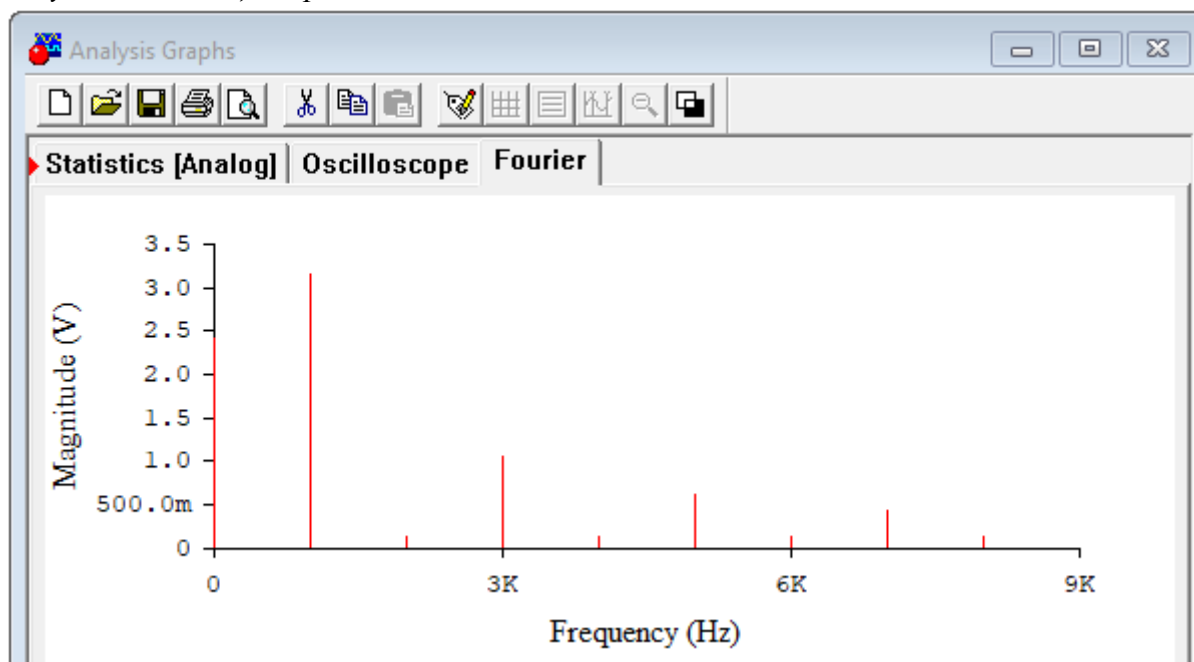 Analysis Graphs
Statistics [Analog] Oscilloscope Fourier
3.5
3.0
2.5
2.0
1.5
1.0
500.0m
0
Magnitude (V)
0 3K 6K 9K
Frequency (Hz)